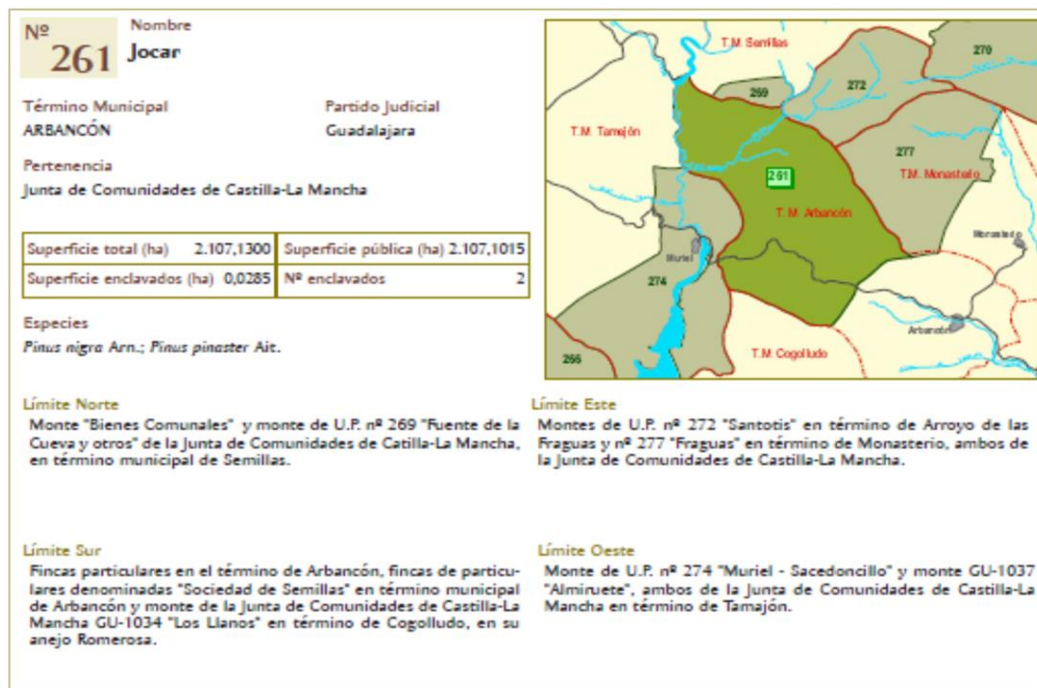 Nº
261
Nombre
Jocar
Término Municipal
ARBANCÓN
Partido Judicial
Guadalajara
Pertenencia
Junta de Comunidades de Castilla-La Mancha
Superficie total (ha) 2.107,1300 Superficie pública (ha) 2.107,1015
Superficie enclavados (ha) 0,0285 Nº enclavados 2
Especies
Pinus nigra Arn.; Pinus pinaster Ait.
T.M. Semillas
270
269
272
T.M. Tamajón
277
T.M. Monasterio
261
T. M. Arbancón
Monasterio
Muriel
274
Arbancón
T.M. Cogolludo
266
Límite Norte
Monte "Bienes Comunales" y monte de U.P. nº 269 "Fuente de la
Cueva y otros" de la Junta de Comunidades de Catilla-La Mancha,
en término municipal de Semillas.
Límite Este
Montes de U.P. nº 272 "Santotis" en término de Arroyo de las
Fraguas y nº 277 "Fraguas" en término de Monasterio, ambos de
la Junta de Comunidades de Castilla-La Mancha.
Límite Sur
Fincas particulares en el término de Arbancón, fincas de particu-
lares denominadas "Sociedad de Semillas" en término municipal
de Arbancón y monte de la Junta de Comunidades de Castilla-La
Mancha GU-1034 "Los Llanos" en término de Cogolludo, en su
anejo Romerosa.
Límite Oeste
Monte de U.P. nº 274 "Muriel - Sacedoncillo" y monte GU-1037
"Almiruete", ambos de la Junta de Comunidades de Castilla-La
Mancha en término de Tamajón.